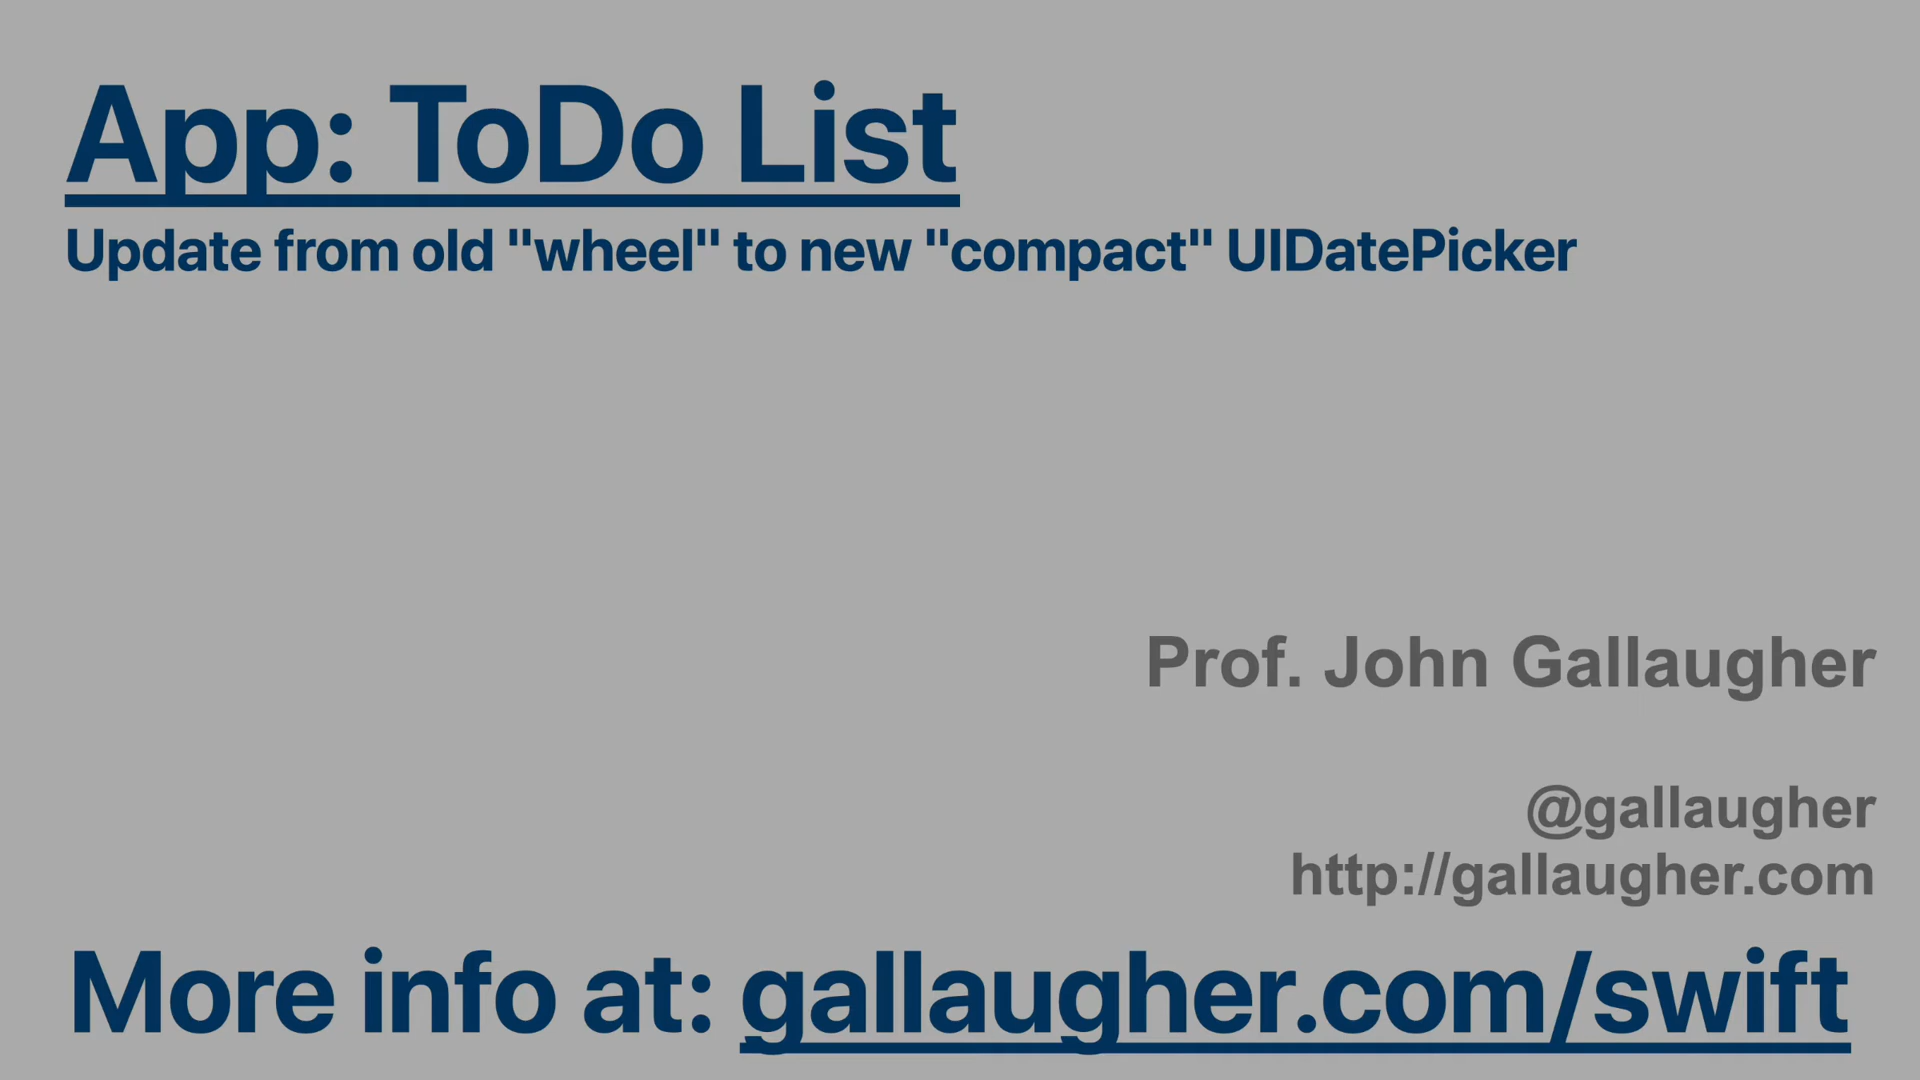 App: ToDo List
Update from old "wheel" to new "compact" UIDatePicker
Prof. John Gallaugher
@gallaugher
http://gallaugher.com
More info at: gallaugher.com/swift